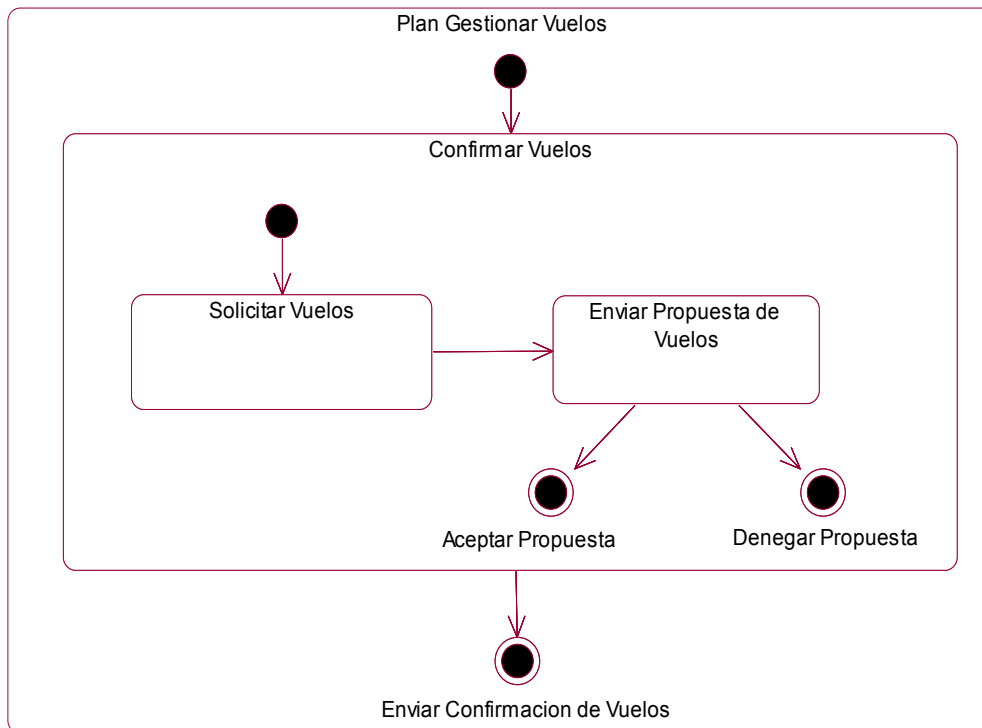 Plan Gestionar Vuelos
Confirmar Vuelos
Solicitar Vuelos
Enviar Propuesta de
Vuelos
Aceptar Propuesta
Denegar Propuesta
Enviar Confirmacion de Vuelos